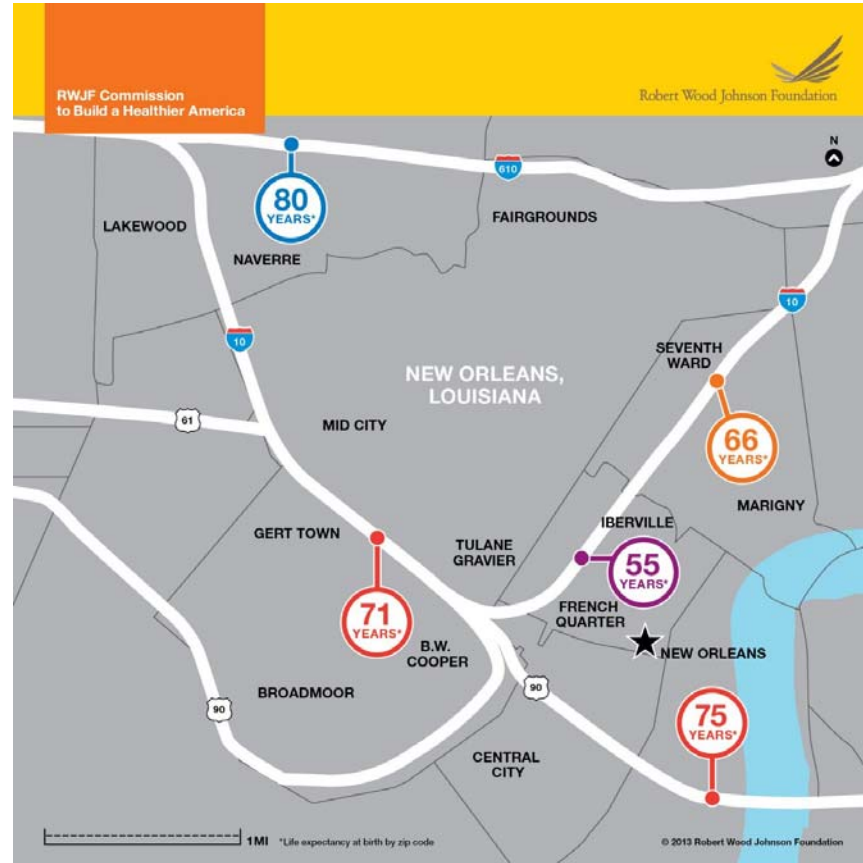 RWJF Commission
to Build a Healthier America
Robert Wood Johnson Foundation
N
610
80
YEARS*
LAKEWOOD
FAIRGROUNDS
NAVERRE
10
10
SEVENTH
WARD
NEW ORLEANS,
LOUISIANA
61
MID CITY
66
YEARS*
MARIGNY
IBERVILLE
GERT TOWN
TULANE
GRAVIER
55
YEARS*
71
YEARS*
FRENCH
QUARTER
B.W.
COOPER
NEW ORLEANS
BROADMOOR
90
90
75
YEARS*
CENTRAL
CITY
1MI
*Life expectancy at birth by zip code
© 2013 Robert Wood Johnson Foundation